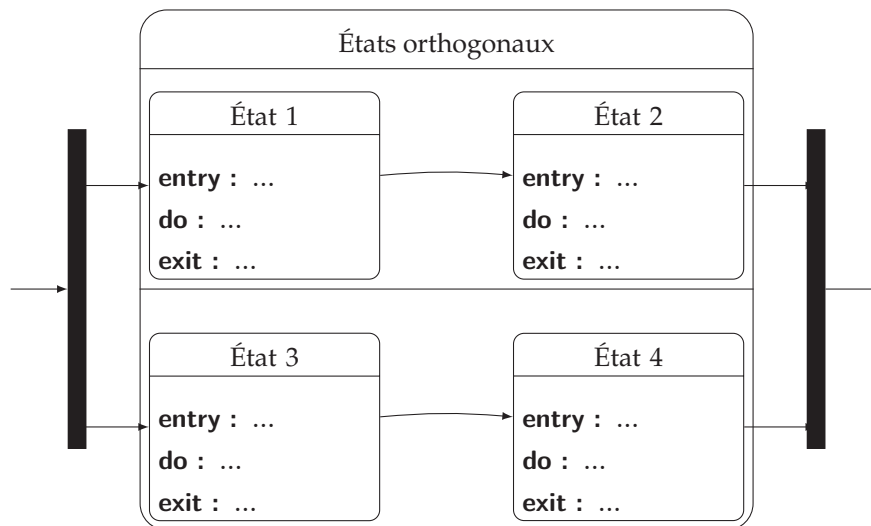 États orthogonaux
État 1
entry : ...
do : ...
exit : ...
État 2
entry : ...
do : ...
exit : ...
État 3
entry : ...
do : ...
exit : ...
État 4
entry : ...
do : ...
exit : ...